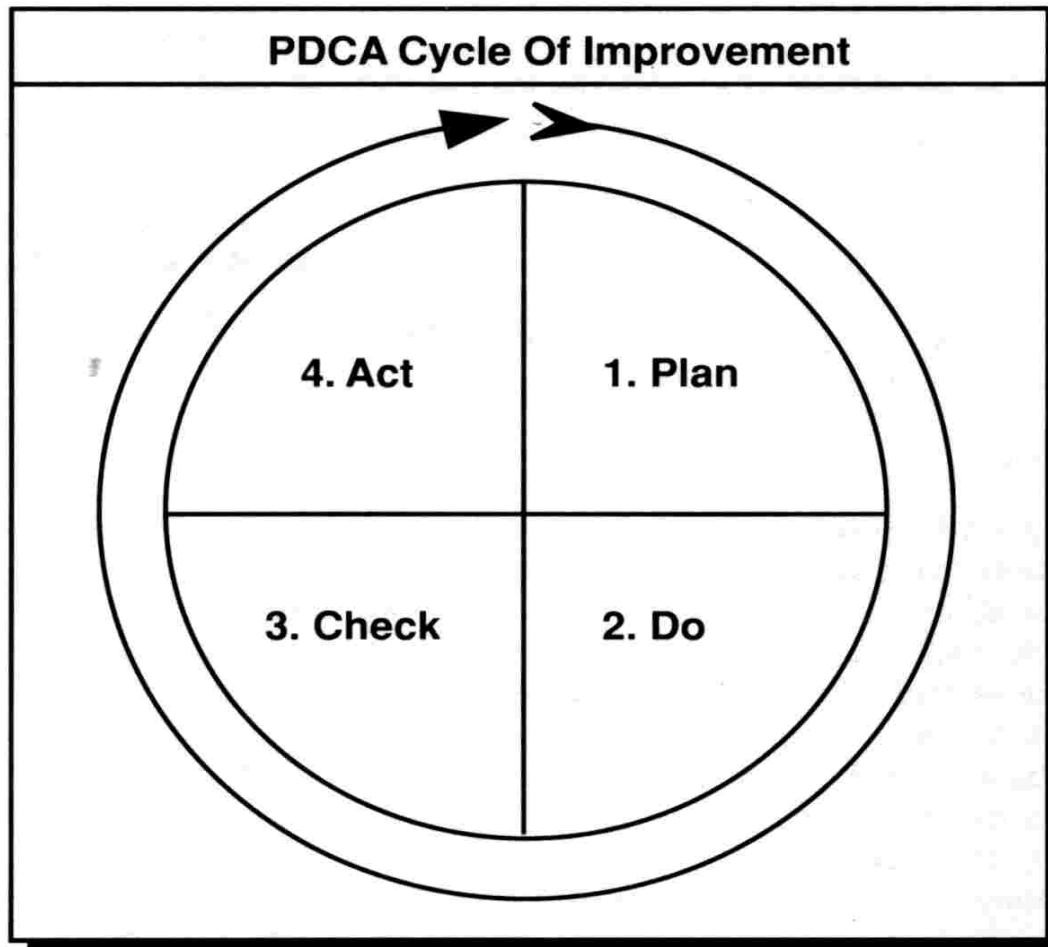 PDCA Cycle Of Improvement
4. Act
1. Plan
3. Check
2. Do